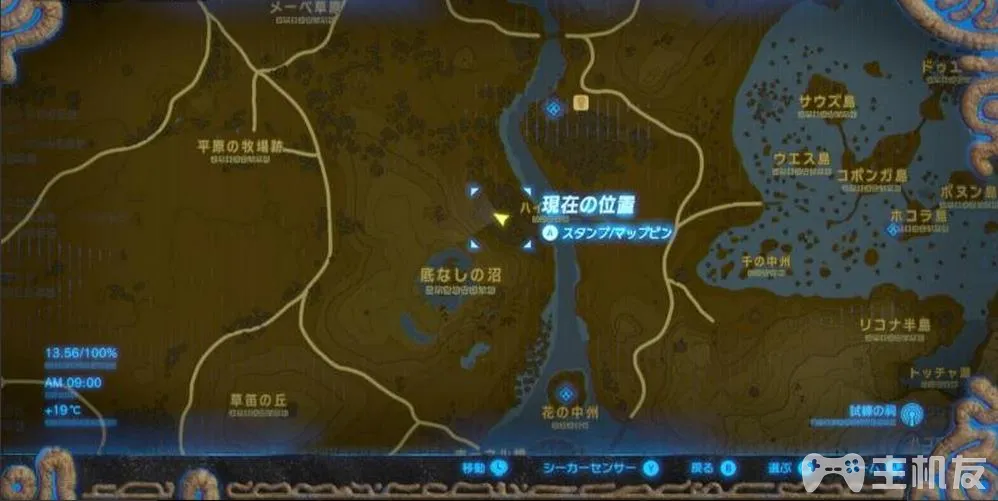 メーベ草原
ドゥユ
サウズ島
平原の牧場跡
ウエス島
コポンガ島
ボヌン島
ハイ
現在の位置
ホコラ島
A スタンプ/マップピン
千の中州
底なしの沼
リコナ半島
13.56/100%
トッチャ湖
AM 09:00
草笛の丘
+19℃
花の中州
試練の祠
移動 L
シーカーセンサー Y
戻る B
選ぶ
主机友